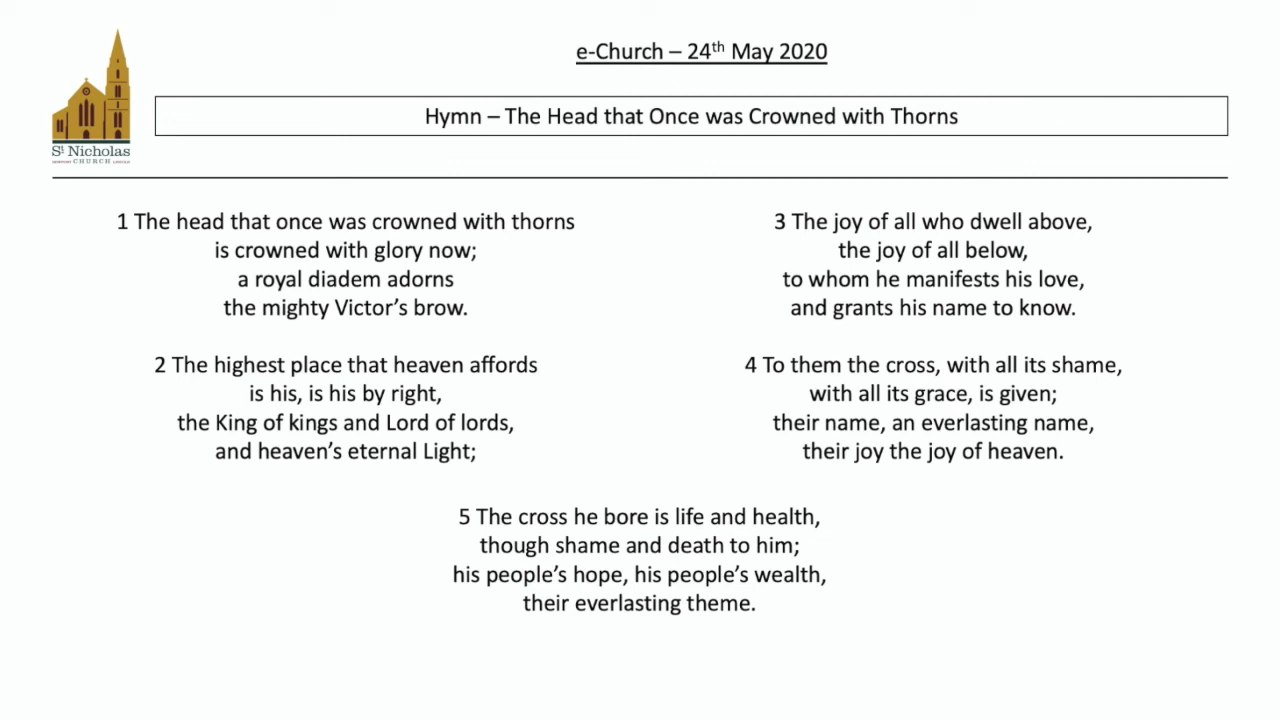 e-Church – 24th May 2020
Hymn – The Head that Once was Crowned with Thorns
St Nicholas
CHURCH
1 The head that once was crowned with thorns
is crowned with glory now;
a royal diadem adorns
the mighty Victor’s brow.
2 The highest place that heaven affords
is his, is his by right,
the King of kings and Lord of lords,
and heaven’s eternal Light;
3 The joy of all who dwell above,
the joy of all below,
to whom he manifests his love,
and grants his name to know.
4 To them the cross, with all its shame,
with all its grace, is given;
their name, an everlasting name,
their joy the joy of heaven.
5 The cross he bore is life and health,
though shame and death to him;
his people’s hope, his people’s wealth,
their everlasting theme.